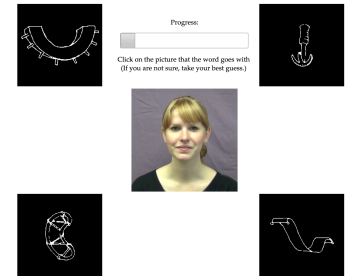 Progress:
Click on the picture that the word goes with
(If you are not sure, take your best guess.)